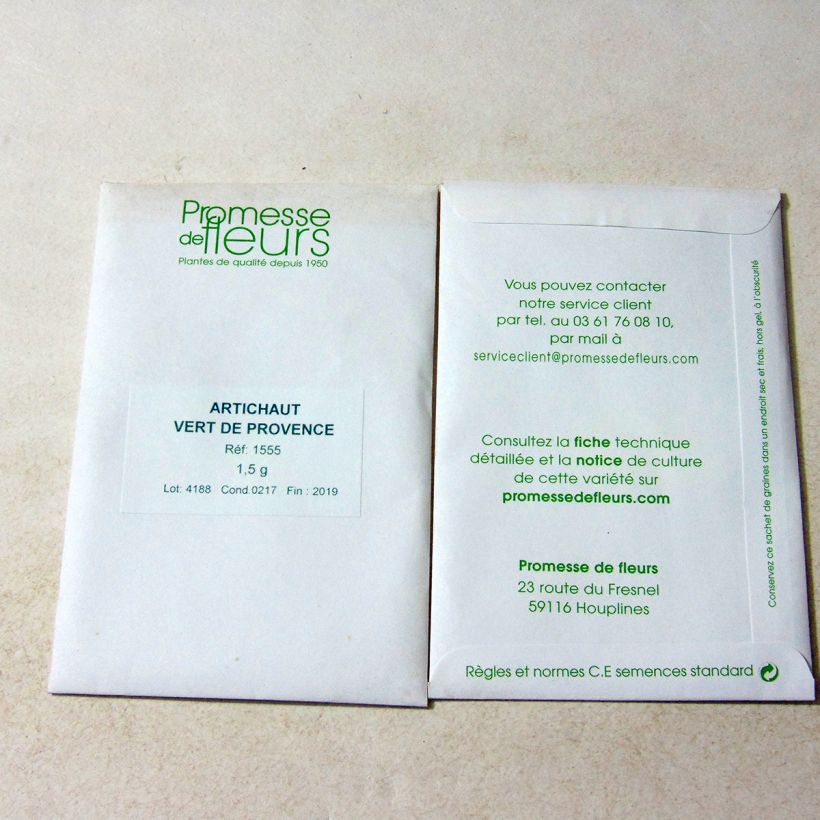 Promesse
de fleurs
Plantes de qualité depuis 1950
ARTICHAUT
VERT DE PROVENCE
Réf: 1555
1,5 g
Lot: 4188 Cond.0217 Fin : 2019
Vous pouvez contacter
notre service client
par tel. au 03 61 76 08 10,
par mail à
serviceclient@promessedefleurs.com
Consultez la fiche technique
détaillée et la notice de culture
de cette variété sur
promessedefleurs.com
Promesse de fleurs
23 route du Fresnel
59116 Houplines
Règles et normes C.E semences standard
Conservez ce sachet de graines dans un endroit sec et frais, hors gel, à l'obscurité